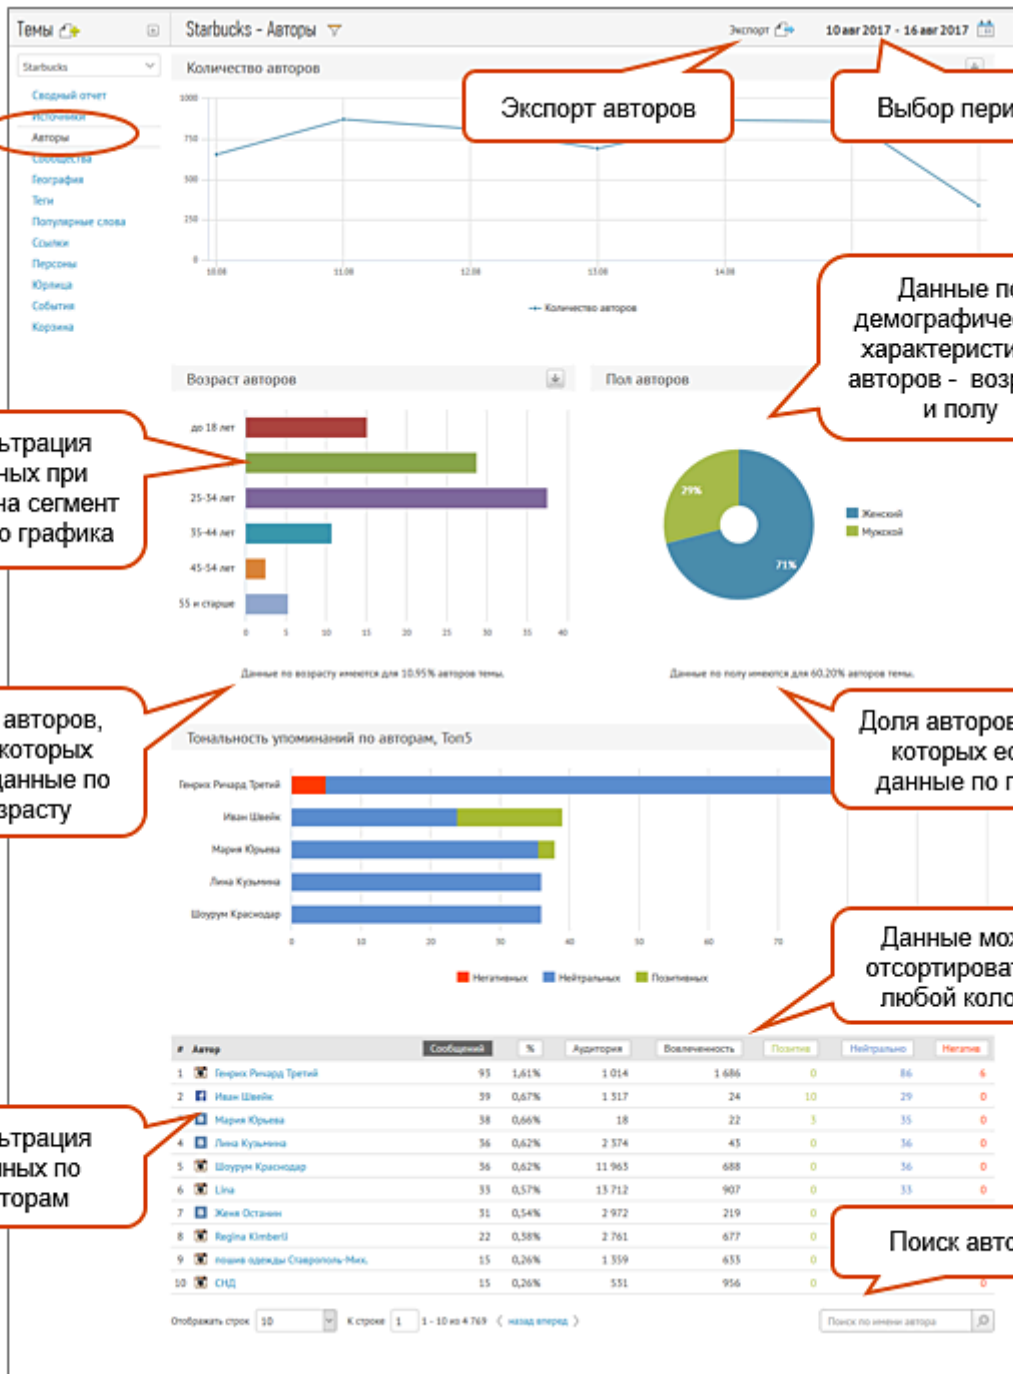 Темы
Starbucks - Авторы
Экспорт
10 авг 2017 - 16 авг 2017
Starbucks
Количество авторов
Сводный отчет
Источники
Авторы
Сообщества
География
Теги
Популярные слова
Ссылки
Персоны
Юрлица
События
Корзина
Экспорт авторов
Выбор пери
1000
750
500
250
0
10.08
11.08
12.08
13.08
14.08
Количество авторов
Данные по
демографичес
характеристи
авторов - возр
и полу
Возраст авторов
Пол авторов
до 18 лет
25-34 лет
35-44 лет
45-54 лет
55 и старше
0 5 10 15 20 25 30 35 40
29%
71%
Женский
Мужской
ьтрация
ных при
на сегмент
о графика
Данные по возрасту имеются для 10.95% авторов темы.
Данные по полу имеются для 60.20% авторов темы.
авторов,
которых
данные по
зрасту
Доля авторов
которых ес
данные по п
Тональность упоминаний по авторам, Топ5
Генрих Ричард Третий
Иван Швейк
Мария Юрьева
Лина Кузьмина
Шоурум Краснодар
0 10 20 30 40 50 60 70
Негативных Нейтральных Позитивных
Данные мож
отсортироват
любой коло
# Автор Сообщений % Аудитория Вовлеченность Позитив Нейтрально Негатив
1 Генрих Ричард Третий 93 1,61% 1 014 1 686 0 86 6
2 Иван Швейк 39 0,67% 1 317 24 10 29 0
Мария Юрьева 38 0,66% 18 22 3 35 0
4 Лина Кузьмина 36 0,62% 2 374 43 0 36 0
5 Шоурум Краснодар 36 0,62% 11 963 688 0 36 0
6 Lina 33 0,57% 13 712 907 0 33 0
7 Женя Останин 31 0,54% 2 972 219 0
8 Regina Kimberli 22 0,38% 2 761 677 0
9 пошив одежды Ставрополь-Мих. 15 0,26% 1 359 633 0
10 СНД 15 0,26% 531 956 0 0
ьтрация
ных по
торам
Поиск авто
Отображать строк 10 К строке 1 1 - 10 из 4 769 назад вперед
Поиск по имени автора